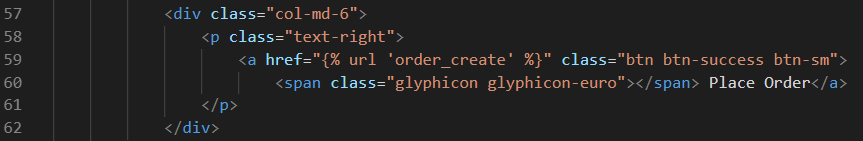 57 <div class="col-md-6">
58 <p class="text-right">
59 <a href="{% url 'order_create' %}" class="btn btn-success btn-sm">
60 <span class="glyphicon glyphicon-euro"></span> Place Order</a>
61 </p>
62 </div>